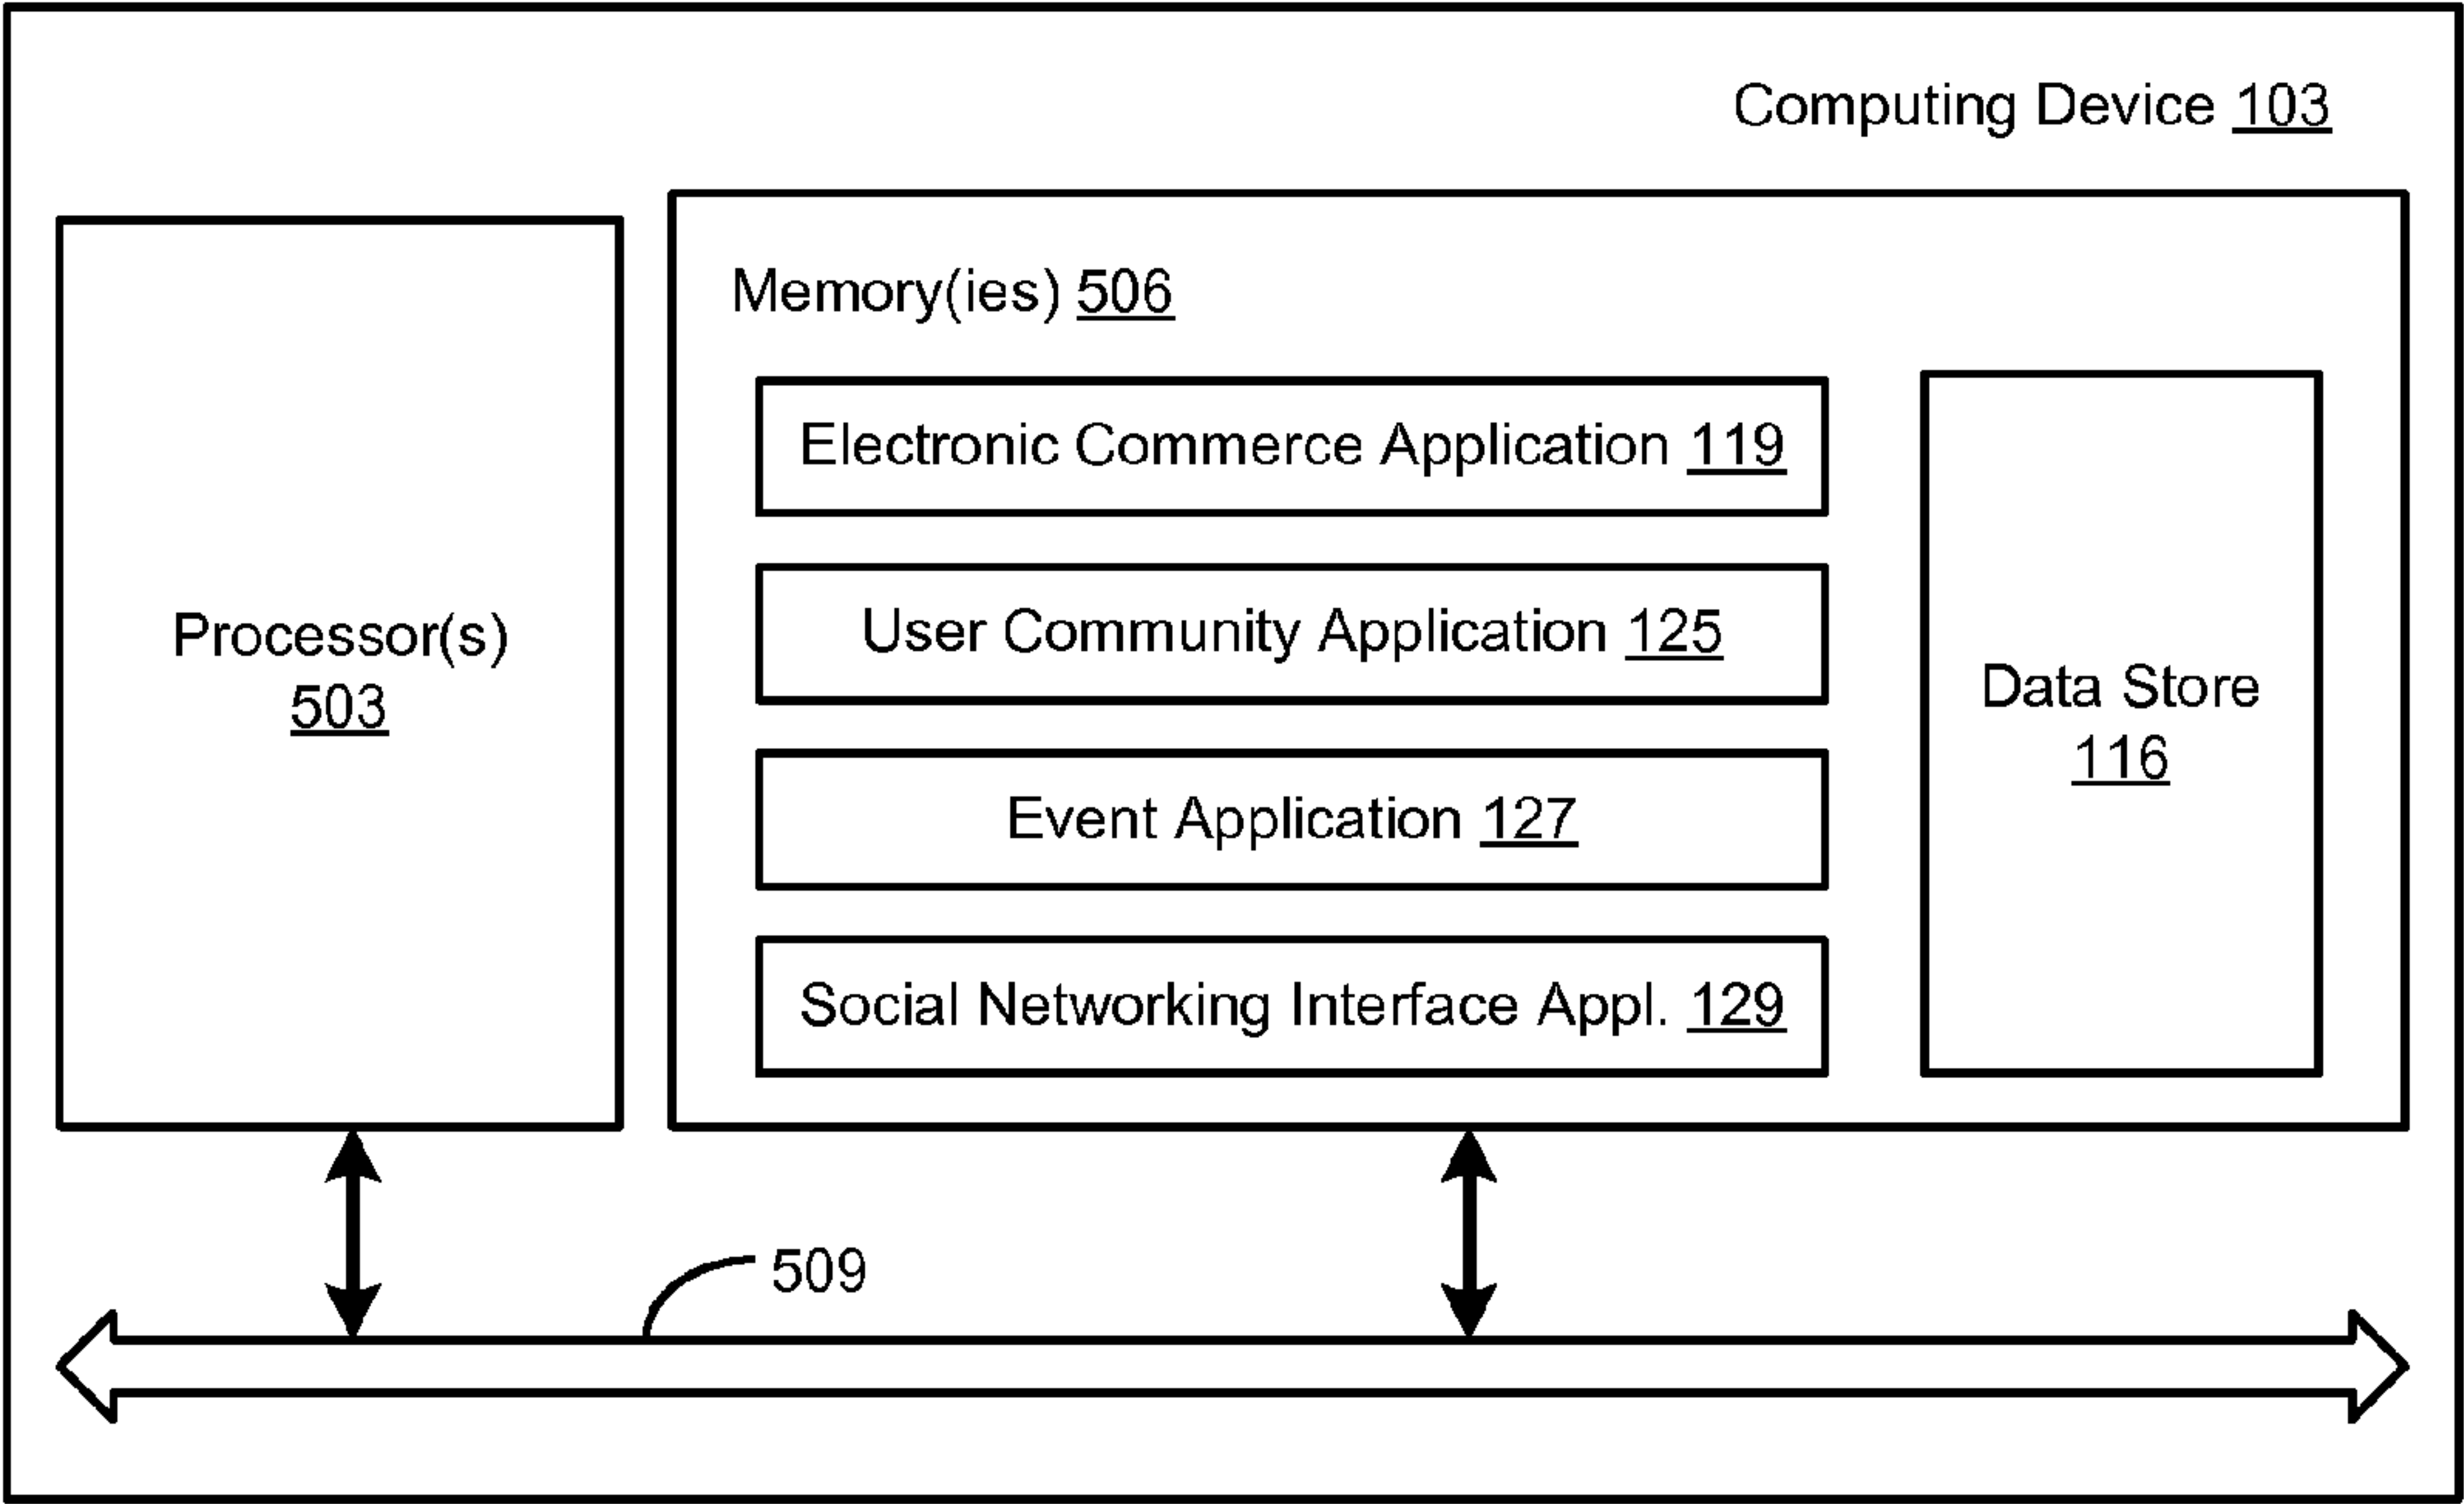 Computing Device 103
Memory(ies) 506
Electronic Commerce Application 119
User Community Application 125
Event Application 127
Social Networking Interface Appl. 129
Processor(s)
503
Data Store
116
509